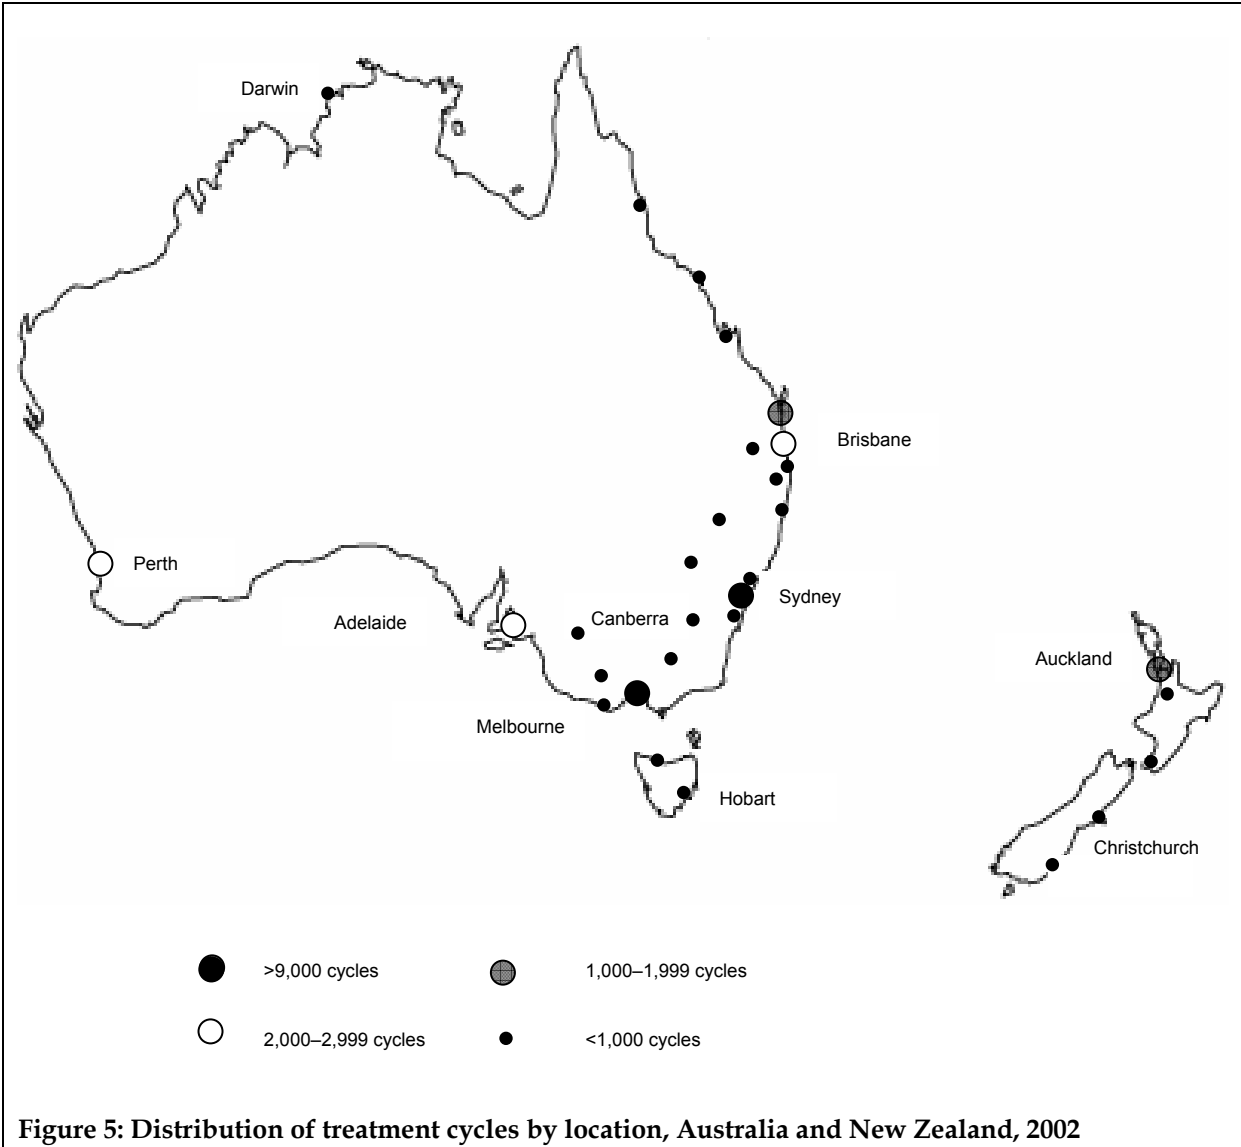 Darwin
Brisbane
Perth
Sydney
Canberra
Adelaide
Auckland
Melbourne
Hobart
Christchurch
>9,000 cycles
1,000–1,999 cycles
2,000–2,999 cycles
<1,000 cycles
Figure 5: Distribution of treatment cycles by location, Australia and New Zealand, 2002